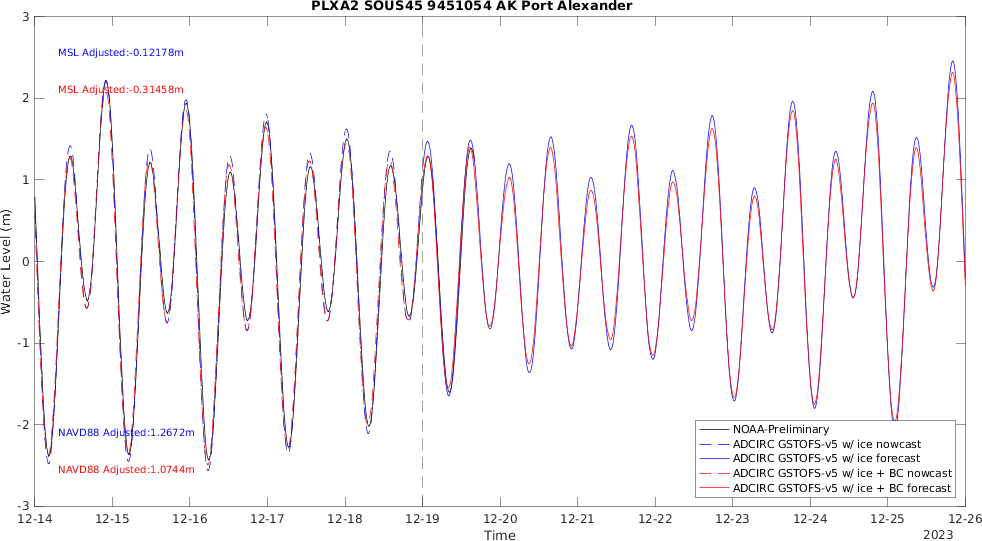 PLXA2 SOUS45 9451054 AK Port Alexander
3
2
1
0
-1
-2
-3
Water Level (m)
MSL Adjusted:-0.12178m
MSL Adjusted:-0.31458m
NAVD88 Adjusted:1.2672m
NAVD88 Adjusted:1.0744m
NOAA-Preliminary
ADCIRC GSTOFS-v5 w/ ice nowcast
ADCIRC GSTOFS-v5 w/ ice forecast
ADCIRC GSTOFS-v5 w/ ice + BC nowcast
ADCIRC GSTOFS-v5 w/ ice + BC forecast
12-14 12-15 12-16 12-17 12-18 12-19 12-20 12-21 12-22 12-23 12-24 12-25 12-26
Time
2023